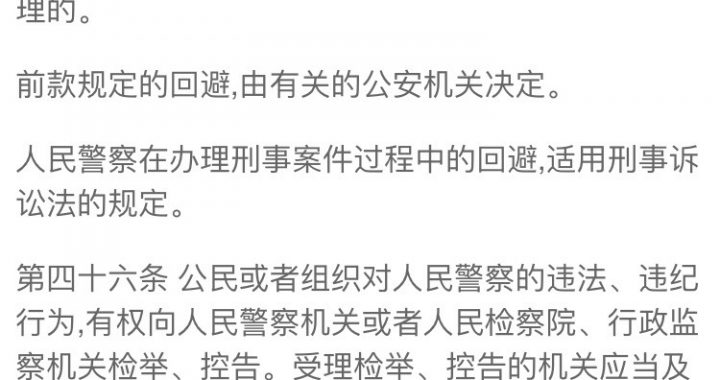 理的。
前款规定的回避,由有关的公安机关决定。
人民警察在办理刑事案件过程中的回避,适用刑事诉
讼法的规定。
第四十六条 公民或者组织对人民警察的违法、违纪
行为,有权向人民警察机关或者人民检察院、行政监
察机关检举、控告。受理检举、控告的机关应当及